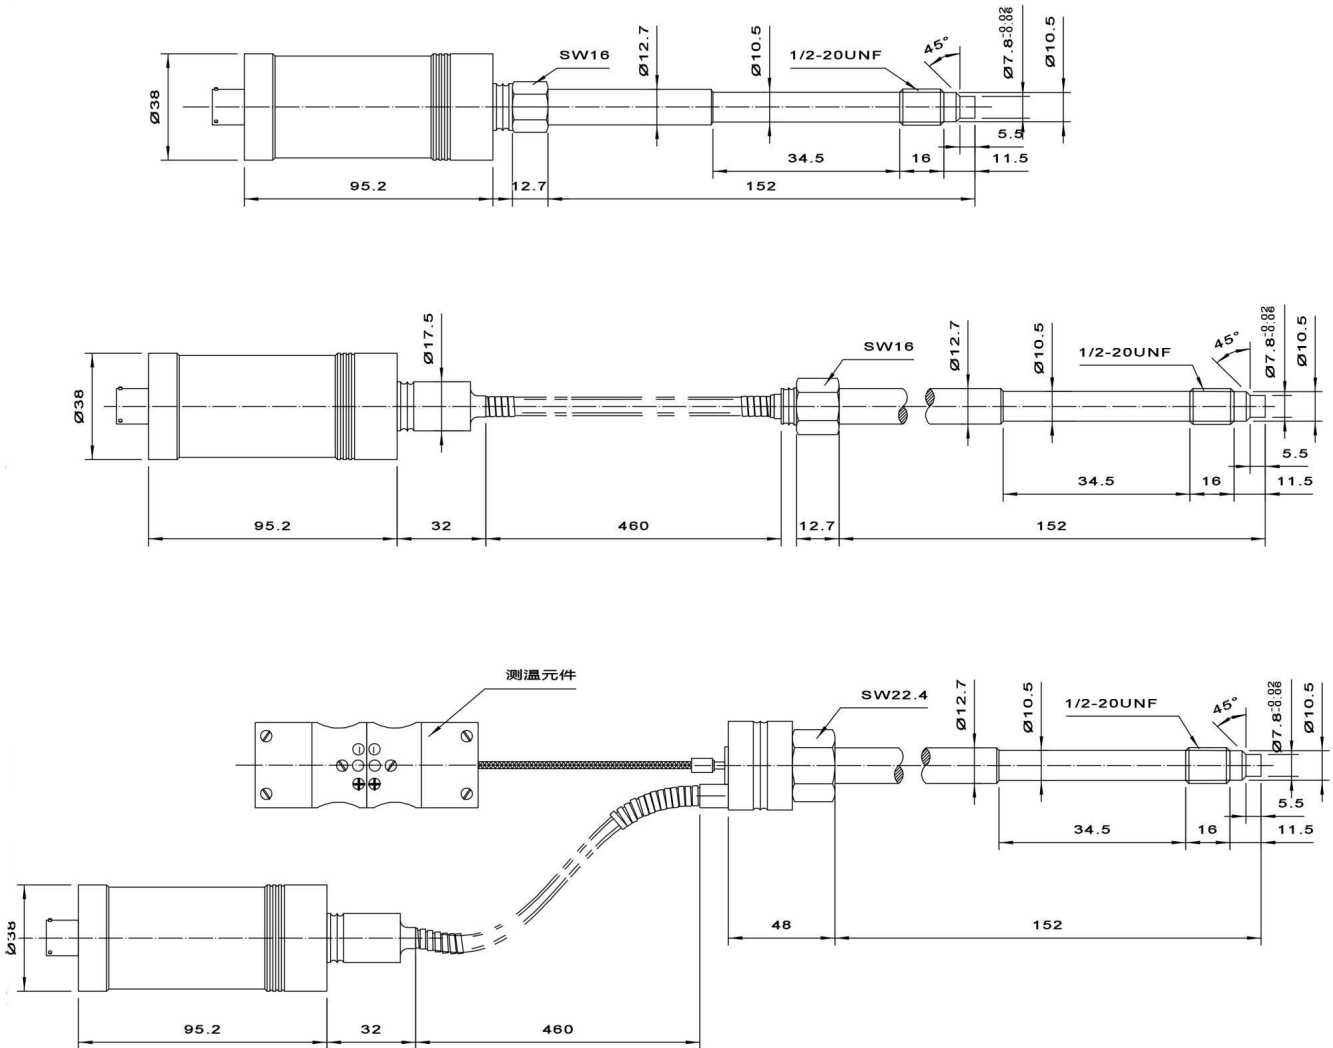 Ø38
SW16
Ø12.7
Ø10.5
1/2-20UNF
45°
Ø7.8-0.02-0.06
Ø10.5
5.5
34.5
16
11.5
95.2
12.7
152
Ø38
Ø17.5
SW16
Ø12.7
Ø10.5
1/2-20UNF
45°
Ø7.8-0.02-0.06
Ø10.5
5.5
34.5
16
11.5
95.2
32
460
12.7
152
测温元件
SW22.4
Ø12.7
Ø10.5
1/2-20UNF
45°
Ø7.8-0.02-0.06
Ø10.5
5.5
34.5
16
11.5
Ø38
48
152
95.2
32
460